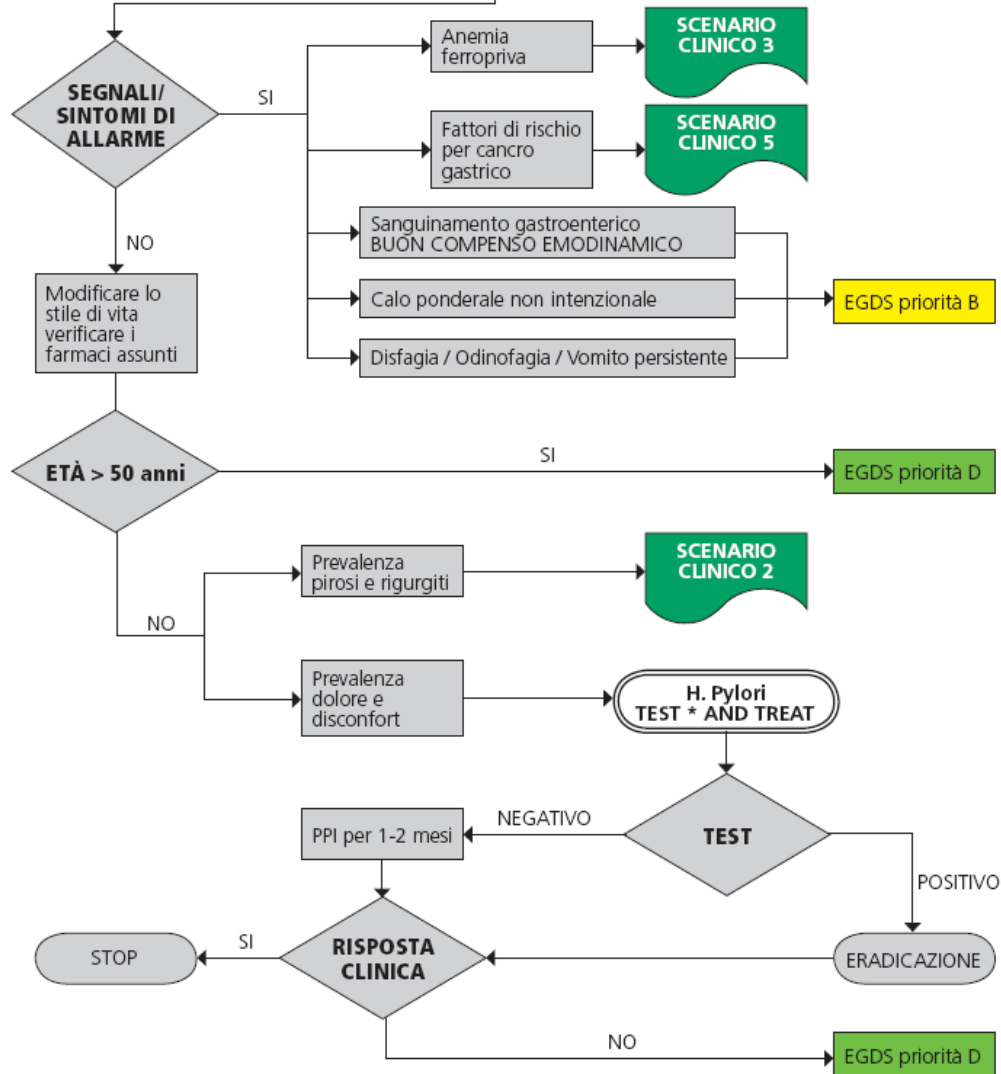 Anemia
ferropriva
SCENARIO
CLINICO 3
SEGNALI/
SINTOMI DI
ALLARME
SI
Fattori di rischio
per cancro
gastrico
SCENARIO
CLINICO 5
Sanguinamento gastroenterico
BUON COMPENSO EMODINAMICO
NO
Modificare lo
stile di vita
verificare i
farmaci assunti
Calo ponderale non intenzionale
EGDS priorità B
Disfagia / Odinofagia / Vomito persistente
ETÀ > 50 anni
SI
EGDS priorità D
NO
Prevalenza
pirosi e rigurgiti
SCENARIO
CLINICO 2
Prevalenza
dolore e
disconfort
H. Pylori
TEST * AND TREAT
PPI per 1-2 mesi
NEGATIVO
TEST
POSITIVO
STOP
SI
RISPOSTA
CLINICA
ERADICAZIONE
NO
EGDS priorità D